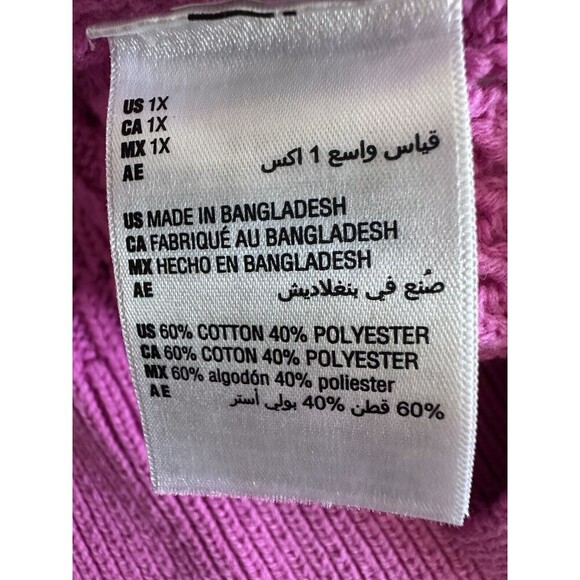 US 1X
CA 1X
MX 1X
AE قياس واسع 1 اكس
US MADE IN BANGLADESH
CA FABRIQUÉ AU BANGLADESH
MX HECHO EN BANGLADESH
AE صُنع في بنغلاديش
US 60% COTTON 40% POLYESTER
CA 60% COTON 40% POLYESTER
MX 60% algodón 40% poliester
AE 60% قطن 40% بولي أستر